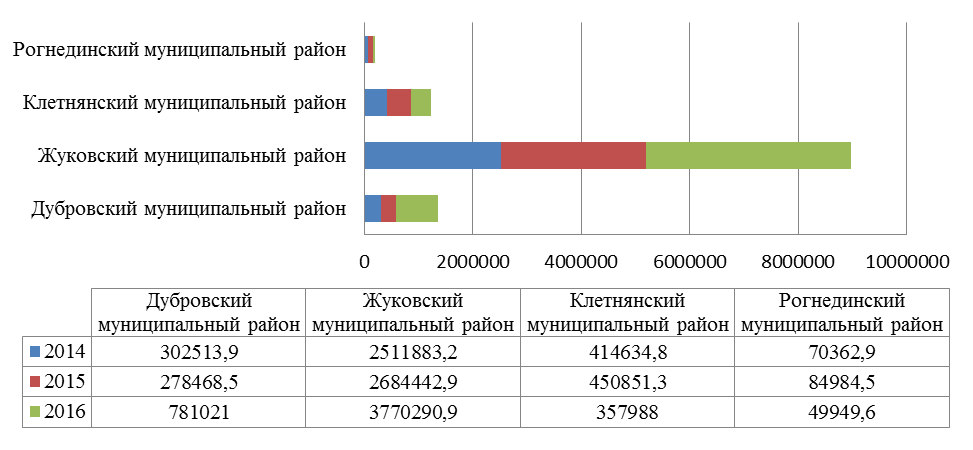 Рогнединский муниципальный район
Клетнянский муниципальный район
Жуковский муниципальный район
Дубровский муниципальный район
0 2000000 4000000 6000000 8000000 10000000
Дубровский муниципальный район Жуковский муниципальный район Клетнянский муниципальный район Рогнединский муниципальный район
2014 302513,9 2511883,2 414634,8 70362,9
2015 278468,5 2684442,9 450851,3 84984,5
2016 781021 3770290,9 357988 49949,6